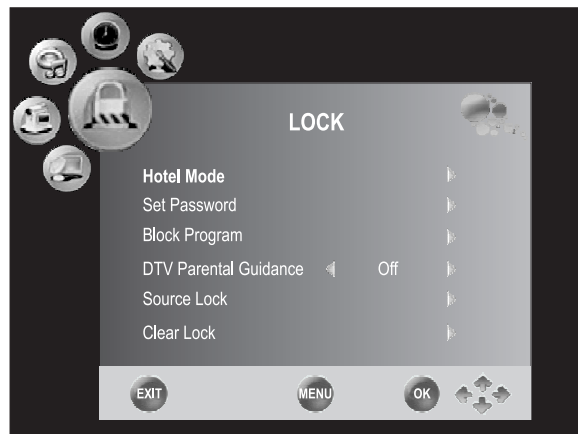 LOCK
Hotel Mode
Set Password
Block Program
DTV Parental Guidance Off
Source Lock
Clear Lock
EXIT MENU OK